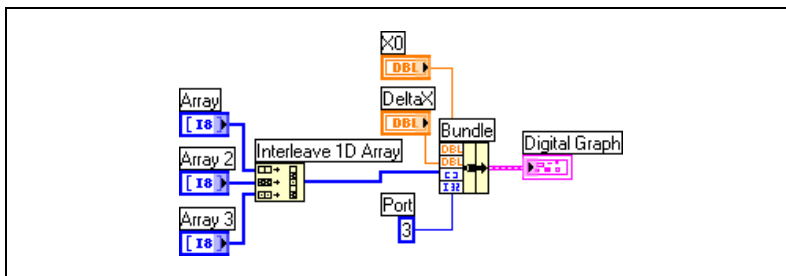 X0
DBL
DeltaX
DBL
Array
[I8]
Bundle
DBL
DBL
[ ]
I32
Digital Graph
Interleave 1D Array
Array 2
[I8]
Port
3
Array 3
[I8]